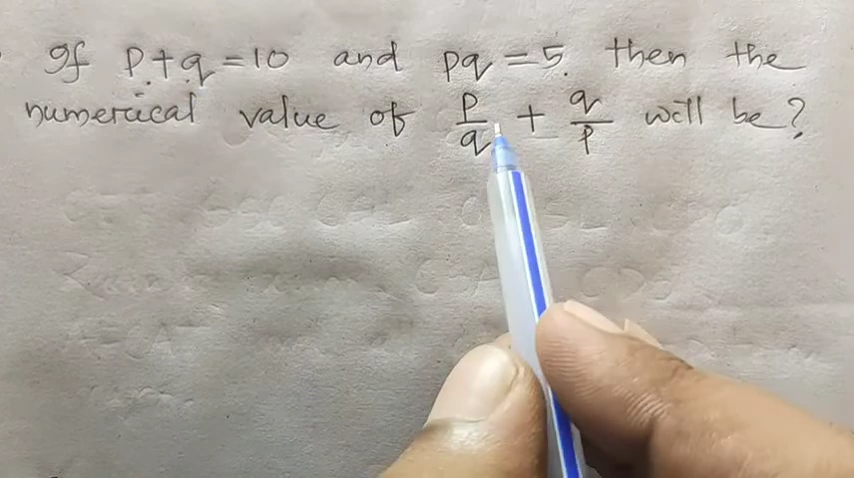 If p+q=10 and pq=5 then the
numerical value of p/q + q/p will be?